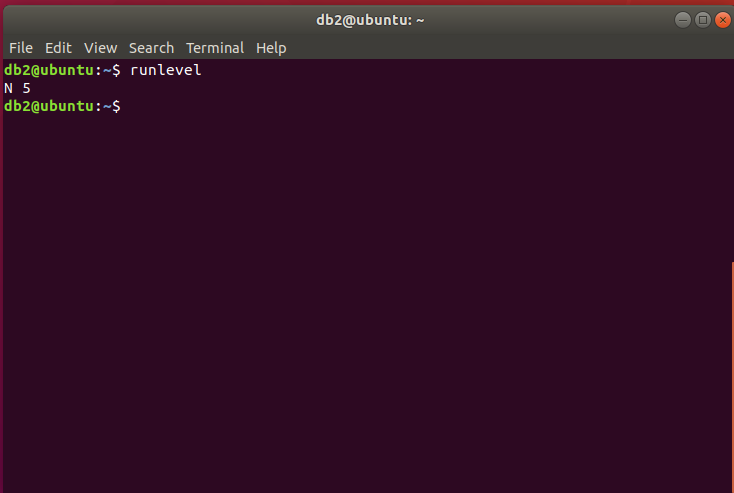 db2@ubuntu: ~
File Edit View Search Terminal Help
db2@ubuntu:~$ runlevel
N 5
db2@ubuntu:~$